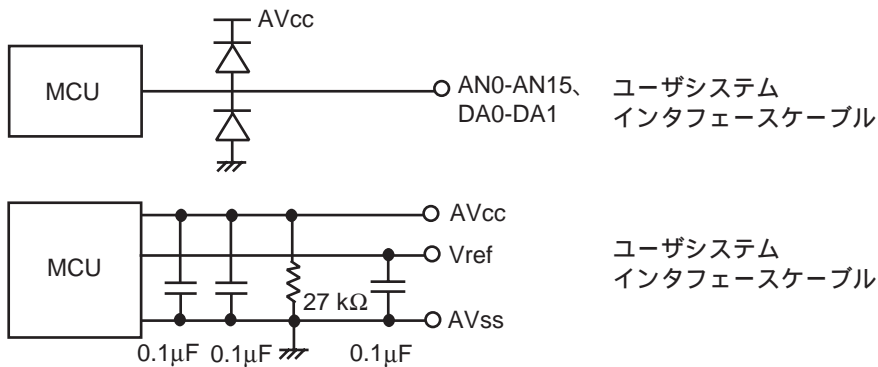 AVcc
MCU
AN0-AN15、
DA0-DA1
ユーザシステム
インタフェースケーブル
AVcc
MCU
Vref
ユーザシステム
インタフェースケーブル
27 kΩ
AVss
0.1μF 0.1μF 0.1μF